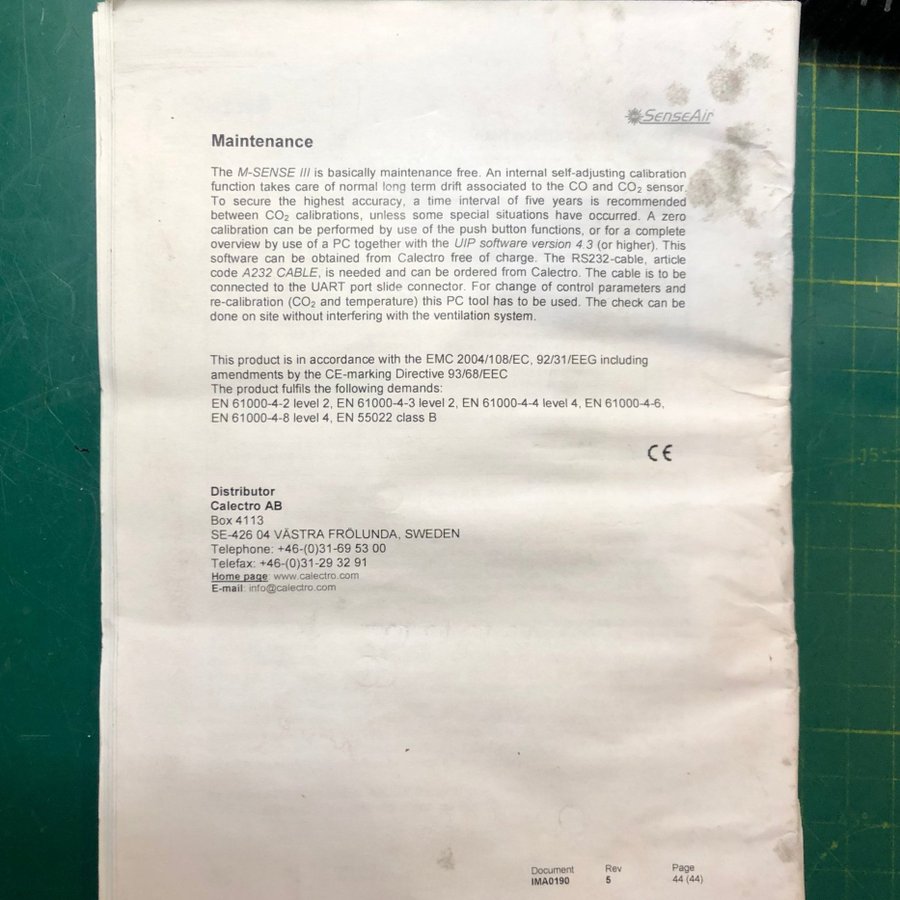 SenseAir
Maintenance
The M-SENSE III is basically maintenance free. An internal self-adjusting calibration
function takes care of normal long term drift associated to the CO and CO₂ sensor.
To secure the highest accuracy, a time interval of five years is recommended
between CO₂ calibrations, unless some special situations have occurred. A zero
calibration can be performed by use of the push button functions, or for a complete
overview by use of a PC together with the UIP software version 4.3 (or higher). This
software can be obtained from Calectro free of charge. The RS232-cable, article
code A232 CABLE, is needed and can be ordered from Calectro. The cable is to be
connected to the UART port slide connector. For change of control parameters and
re-calibration (CO₂ and temperature) this PC tool has to be used. The check can be
done on site without interfering with the ventilation system.
This product is in accordance with the EMC 2004/108/EC, 92/31/EEG including
amendments by the CE-marking Directive 93/68/EEC
The product fulfils the following demands:
EN 61000-4-2 level 2, EN 61000-4-3 level 2, EN 61000-4-4 level 4, EN 61000-4-6,
EN 61000-4-8 level 4, EN 55022 class B
CE
Distributor
Calectro AB
Box 4113
SE-426 04 VÄSTRA FRÖLUNDA, SWEDEN
Telephone: +46-(0)31-69 53 00
Telefax: +46-(0)31-29 32 91
Home page: www.calectro.com
E-mail: info@calectro.com
15°
Document Rev Page
IMA0190 5 44 (44)